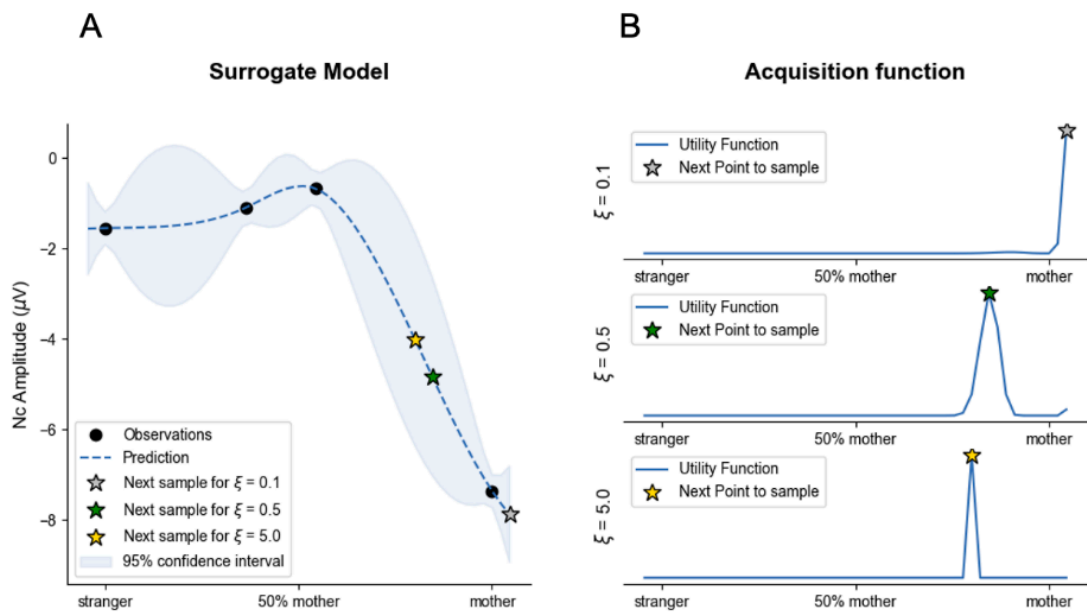 A
Surrogate Model
Nc Amplitude (μV)
0
−2
−4
−6
−8
Observations
Prediction
Next sample for ξ = 0.1
Next sample for ξ = 0.5
Next sample for ξ = 5.0
95% confidence interval
stranger 50% mother mother
B
Acquisition function
ξ = 0.1
Utility Function
Next Point to sample
stranger 50% mother mother
ξ = 0.5
Utility Function
Next Point to sample
stranger 50% mother mother
ξ = 5.0
Utility Function
Next Point to sample
stranger 50% mother mother